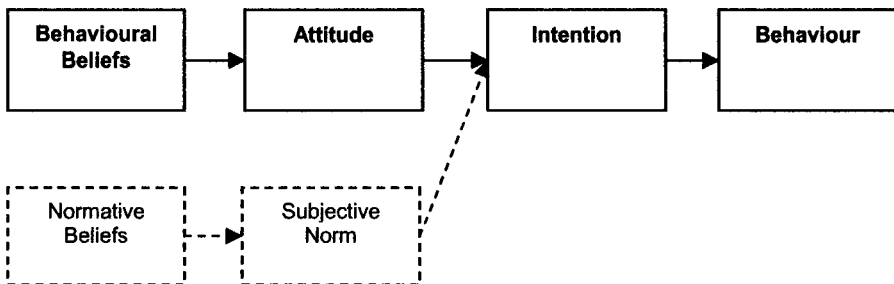 Behavioural
Beliefs
Attitude
Intention
Behaviour
Normative
Beliefs
Subjective
Norm